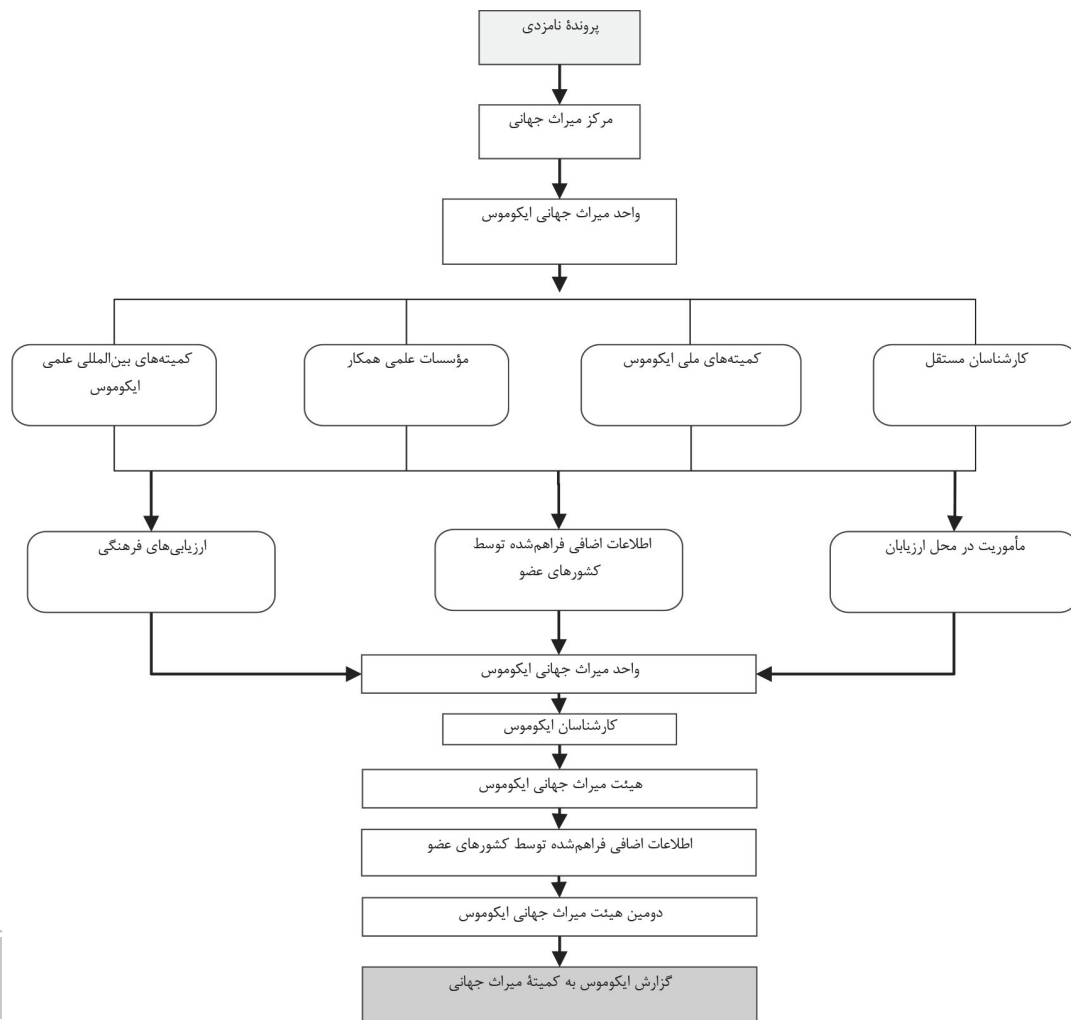 پروندهٔ نامزدی
مرکز میراث جهانی
واحد میراث جهانی ایکوموس
کارشناسان مستقل
کمیته‌های ملی ایکوموس
مؤسسات علمی همکار
کمیته‌های بین‌المللی علمی
ایکوموس
مأموریت در محل ارزیابان
اطلاعات اضافی فراهم‌شده توسط
کشورهای عضو
ارزیابی‌های فرهنگی
واحد میراث جهانی ایکوموس
کارشناسان ایکوموس
هیئت میراث جهانی ایکوموس
اطلاعات اضافی فراهم‌شده توسط کشورهای عضو
دومین هیئت میراث جهانی ایکوموس
گزارش ایکوموس به کمیتهٔ میراث جهانی